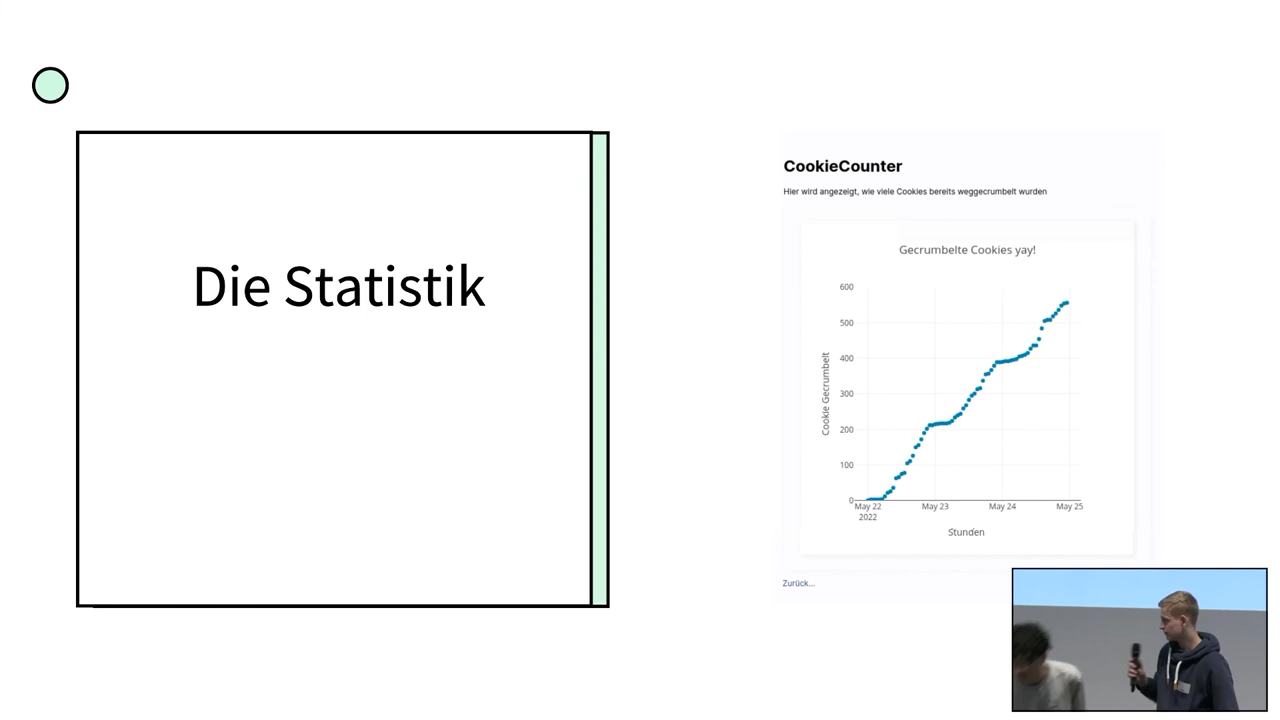 Die Statistik
CookieCounter
Hier wird angezeigt, wie viele Cookies bereits weggecrumbelt wurden
Gecrumbelte Cookies yay!
600
500
400
300
200
100
0
Cookie Gecrumbelt
May 22
2022
May 23
May 24
May 25
Stunden
Zurück...